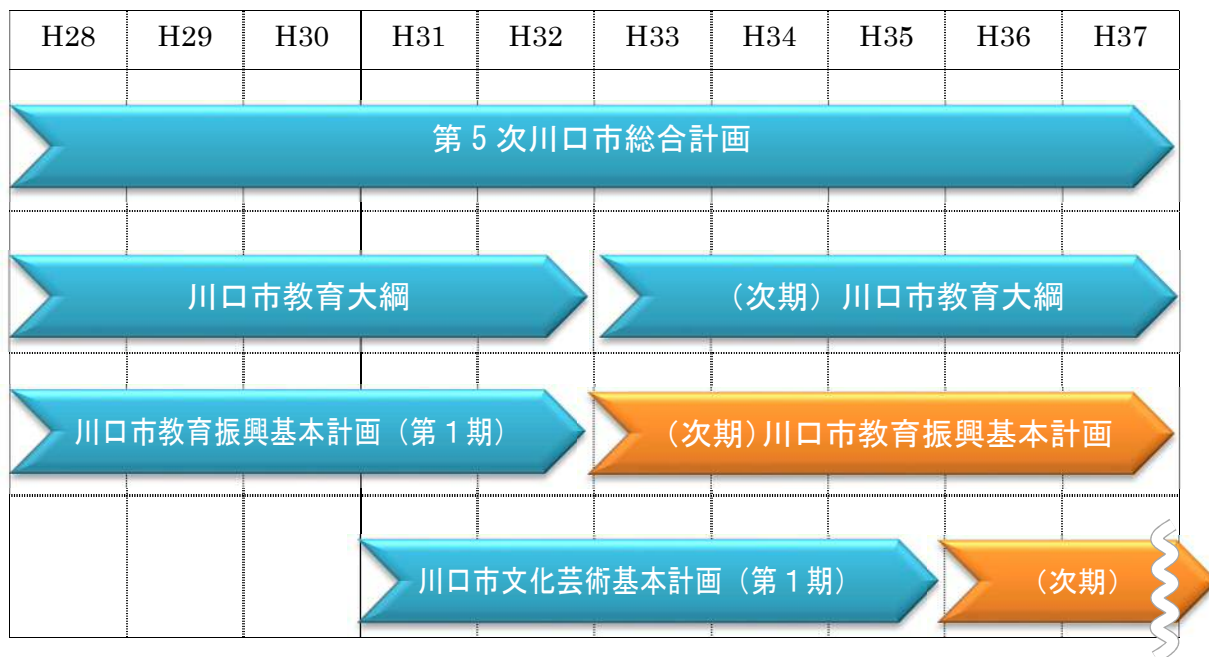 H28 H29 H30 H31 H32 H33 H34 H35 H36 H37
第5次川口市総合計画
川口市教育大綱 (次期) 川口市教育大綱
川口市教育振興基本計画 (第1期) (次期)川口市教育振興基本計画
川口市文化芸術基本計画 (第1期) (次期)